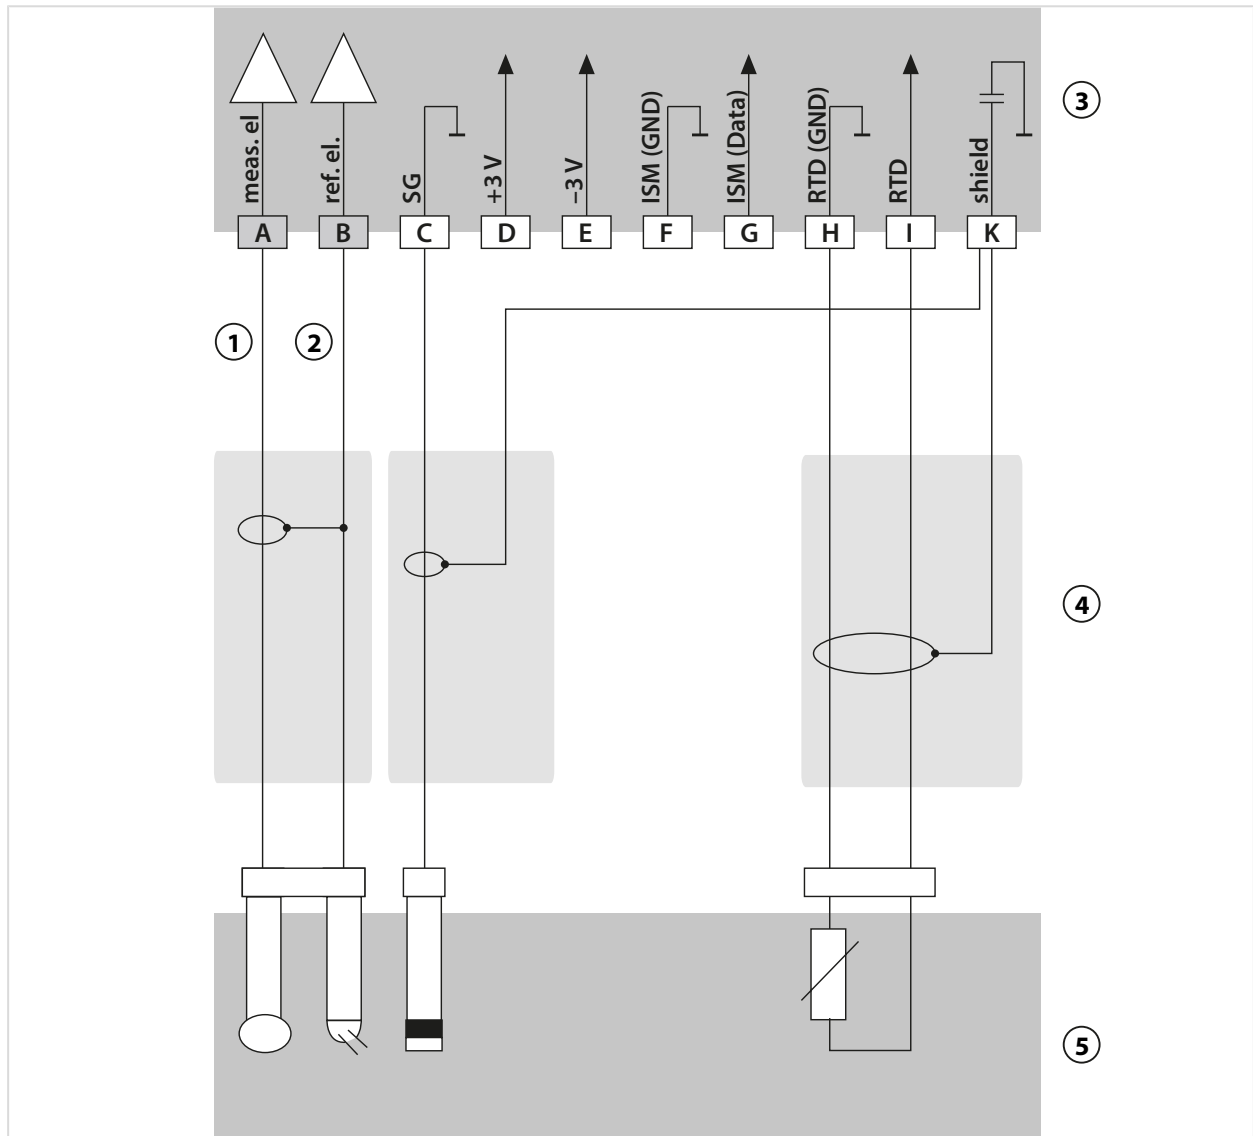 meas. el
ref. el.
SG
+3 V
–3 V
ISM (GND)
ISM (Data)
RTD (GND)
RTD
shield
3
A B C D E F G H I K
1 2
4
5